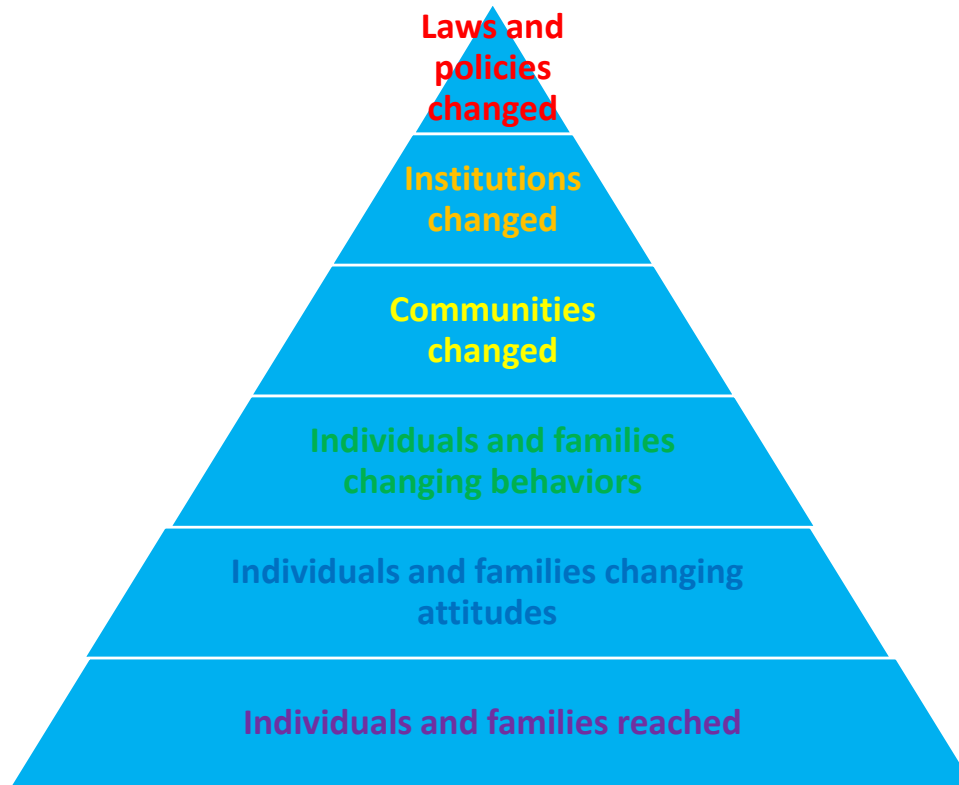 Laws and
policies
changed
Institutions
changed
Communities
changed
Individuals and families
changing behaviors
Individuals and families changing
attitudes
Individuals and families reached